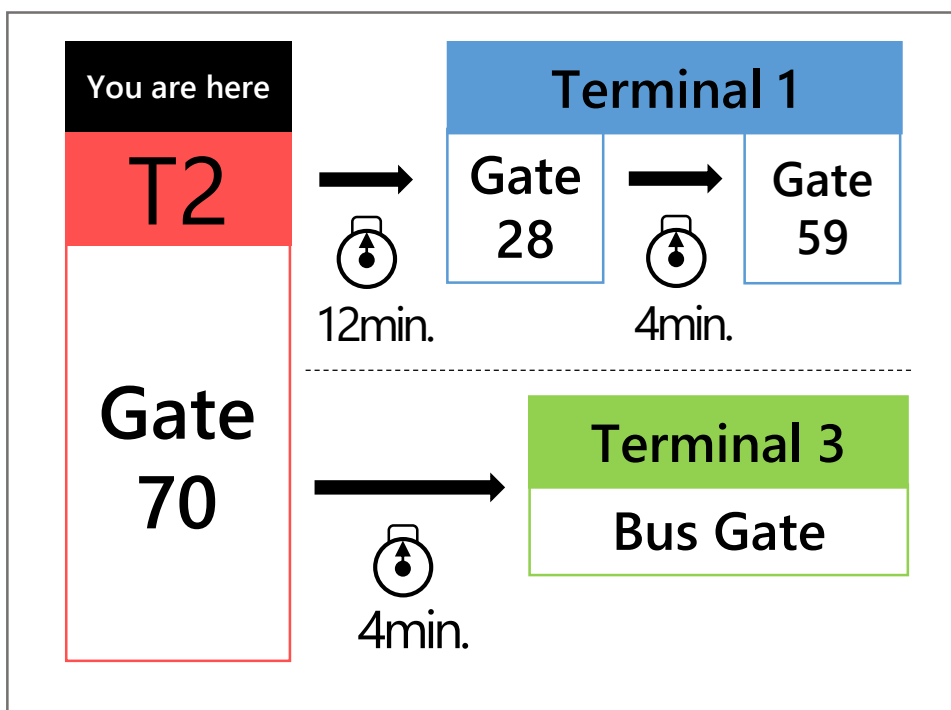 You are here
T2
Gate
70
12min.
Terminal 1
Gate
28
4min.
Gate
59
4min.
Terminal 3
Bus Gate